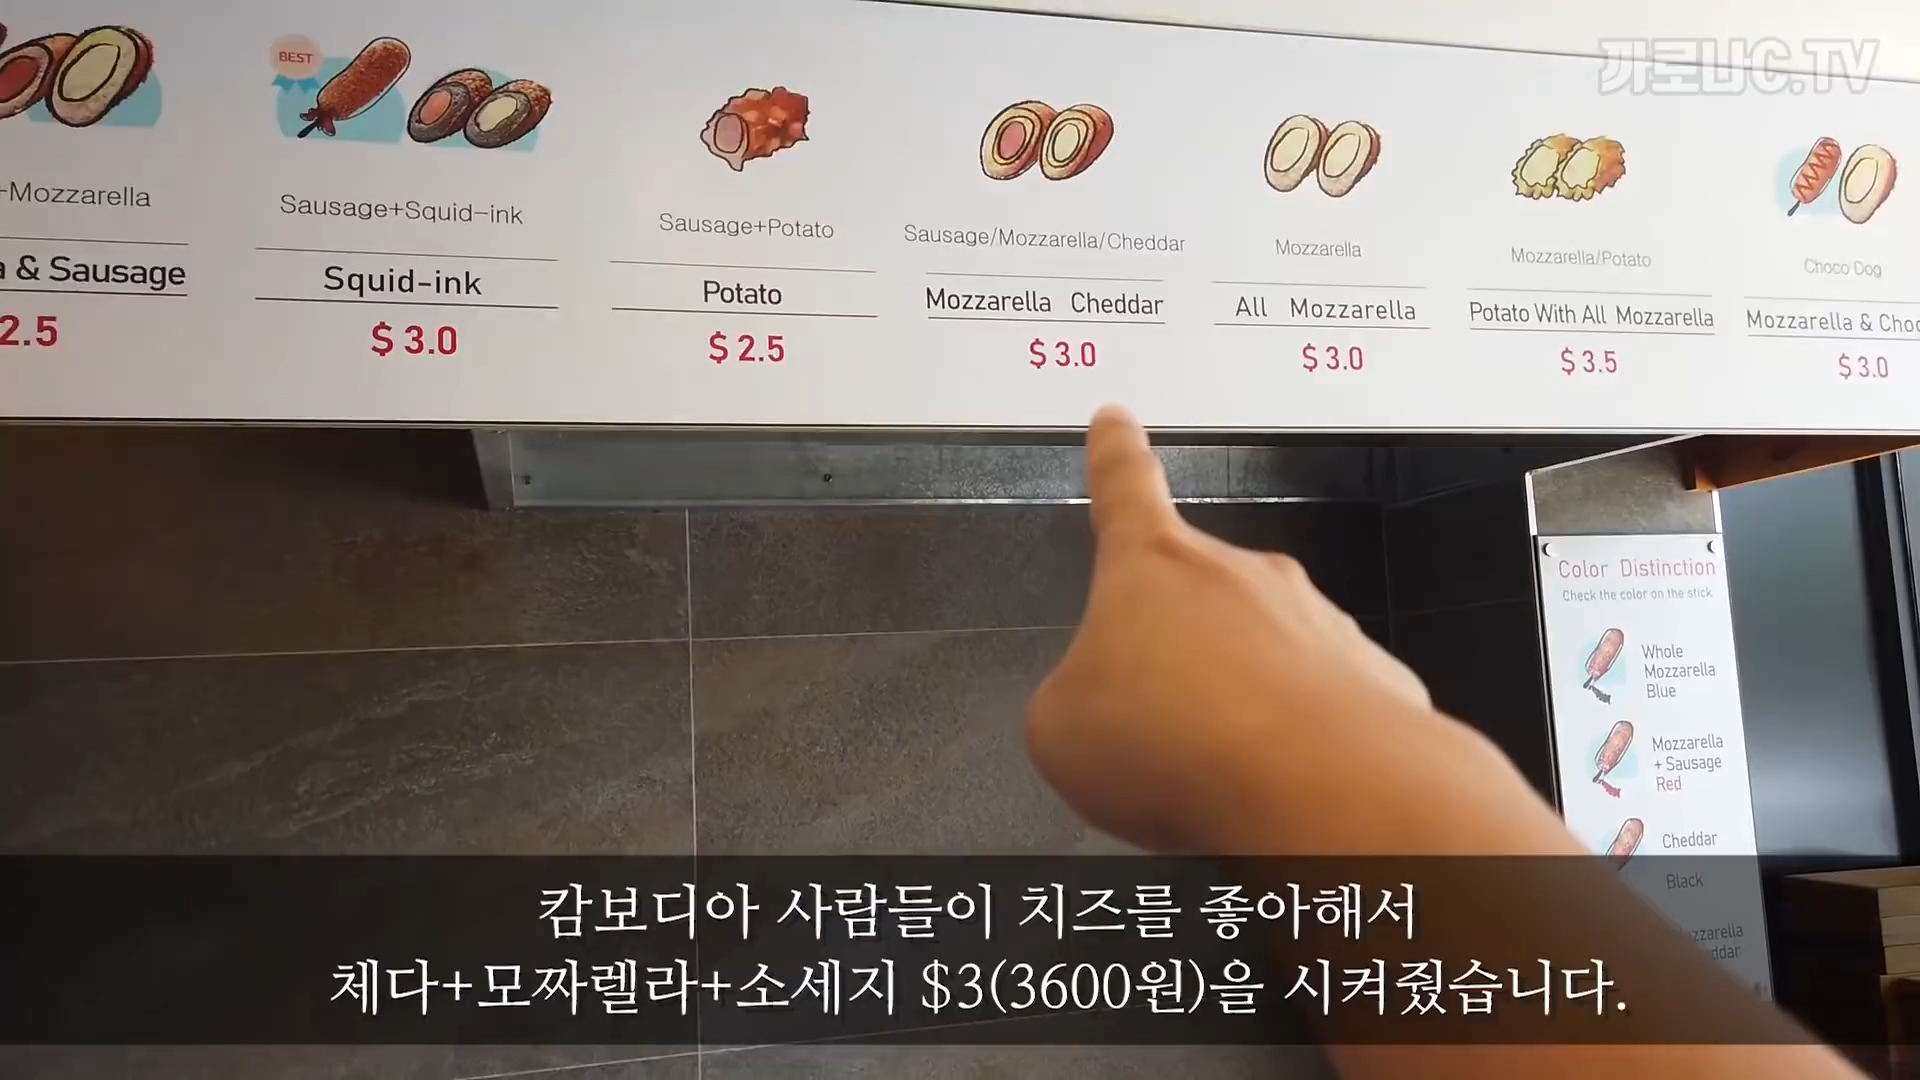 까로나C.TV
BEST
+Mozzarella
Sausage+Squid-ink
Sausage+Potato
Sausage/Mozzarella/Cheddar
Mozzarella
Mozzarella/Potato
Choco Dog
& Sausage
Squid-ink
Potato
Mozzarella Cheddar
All Mozzarella
Potato With All Mozzarella
Mozzarella & Choc
2.5
$ 3.0
$ 2.5
$ 3.0
$ 3.0
$ 3.5
$ 3.0
Color Distinction
Check the color on the stick
Whole
Mozzarella
Blue
Mozzarella
+ Sausage
Red
Cheddar
Black
zzarella
ddar
캄보디아 사람들이 치즈를 좋아해서
체다+모짜렐라+소세지 $3(3600원)을 시켜줬습니다.